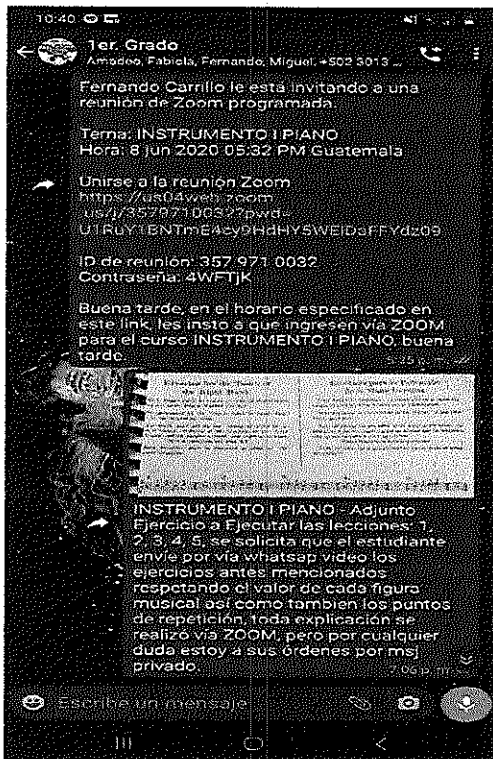 10:40
1er. Grado
Amadeo, Fabiola, Fernando, Miguel, +502 3013 ...
Fernando Carrillo le está invitando a una
reunión de Zoom programada.
Tema: INSTRUMENTO I PIANO
Hora: 8 jun 2020 05:32 PM Guatemala
Unirse a la reunión Zoom
https://us04web.zoom
.us/j/3579710032?pwd=
U1RuY1BNTmE4cy9HdHY5WElDaFFYdz09
ID de reunión: 357 971 0032
Contraseña: 4WFTjK
Buena tarde, en el horario especificado en
este link, les insto a que ingresen vía ZOOM
para el curso INSTRUMENTO I PIANO, buena
tarde.
INSTRUMENTO I PIANO - Adjunto
Ejercicio a Ejecutar las lecciones: 1,
2, 3, 4, 5, se solicita que el estudiante
envíe por vía whatsap video los
ejercicios antes mencionados
respetando el valor de cada figura
musical así como tambien los puntos
de repetición, toda explicación se
realizó vía ZOOM, pero por cualquier
duda estoy a sus órdenes por msj
privado.
7:06 p. m.
Escribe un mensaje